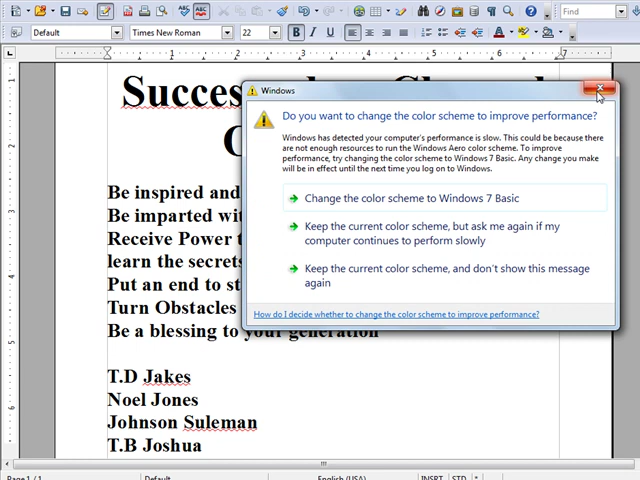 Find
Default
Times New Roman
22
B I U
1 2 3 4 5 6 7
Windows
Do you want to change the color scheme to improve performance?
Windows has detected your computer's performance is slow. This could be because there
are not enough resources to run the Windows Aero color scheme. To improve
performance, try changing the color scheme to Windows 7 Basic. Any change you make
will be in effect until the next time you log on to Windows.
Change the color scheme to Windows 7 Basic
Keep the current color scheme, but ask me again if my
computer continues to perform slowly
Keep the current color scheme, and don't show this message
again
How do I decide whether to change the color scheme to improve performance?
Be inspired and
Receive Power
learn the secrets
Put an end to
Turn Obstacles
Be a blessing to your generation
T.D Jakes
Noel Jones
Johnson Suleman
T.B Joshua
Page 1 / 1 Default English (USA) INSRT STD *